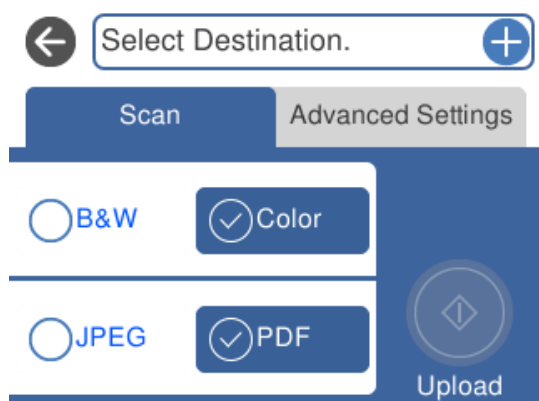 Select Destination.
Scan
Advanced Settings
B&W
Color
JPEG
PDF
Upload